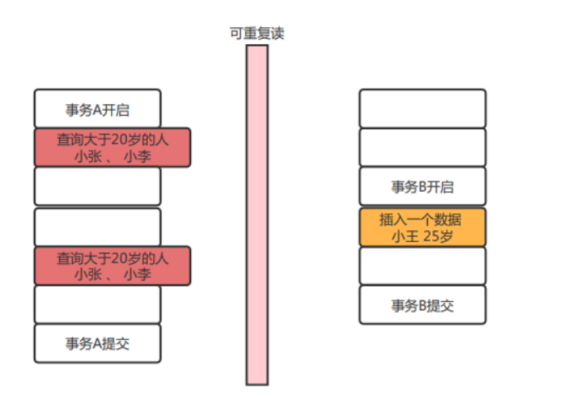 可重复读
事务A开启
查询大于20岁的人
小张 、 小李
事务B开启
插入一个数据
小王 25岁
查询大于20岁的人
小张 、 小李
事务B提交
事务A提交